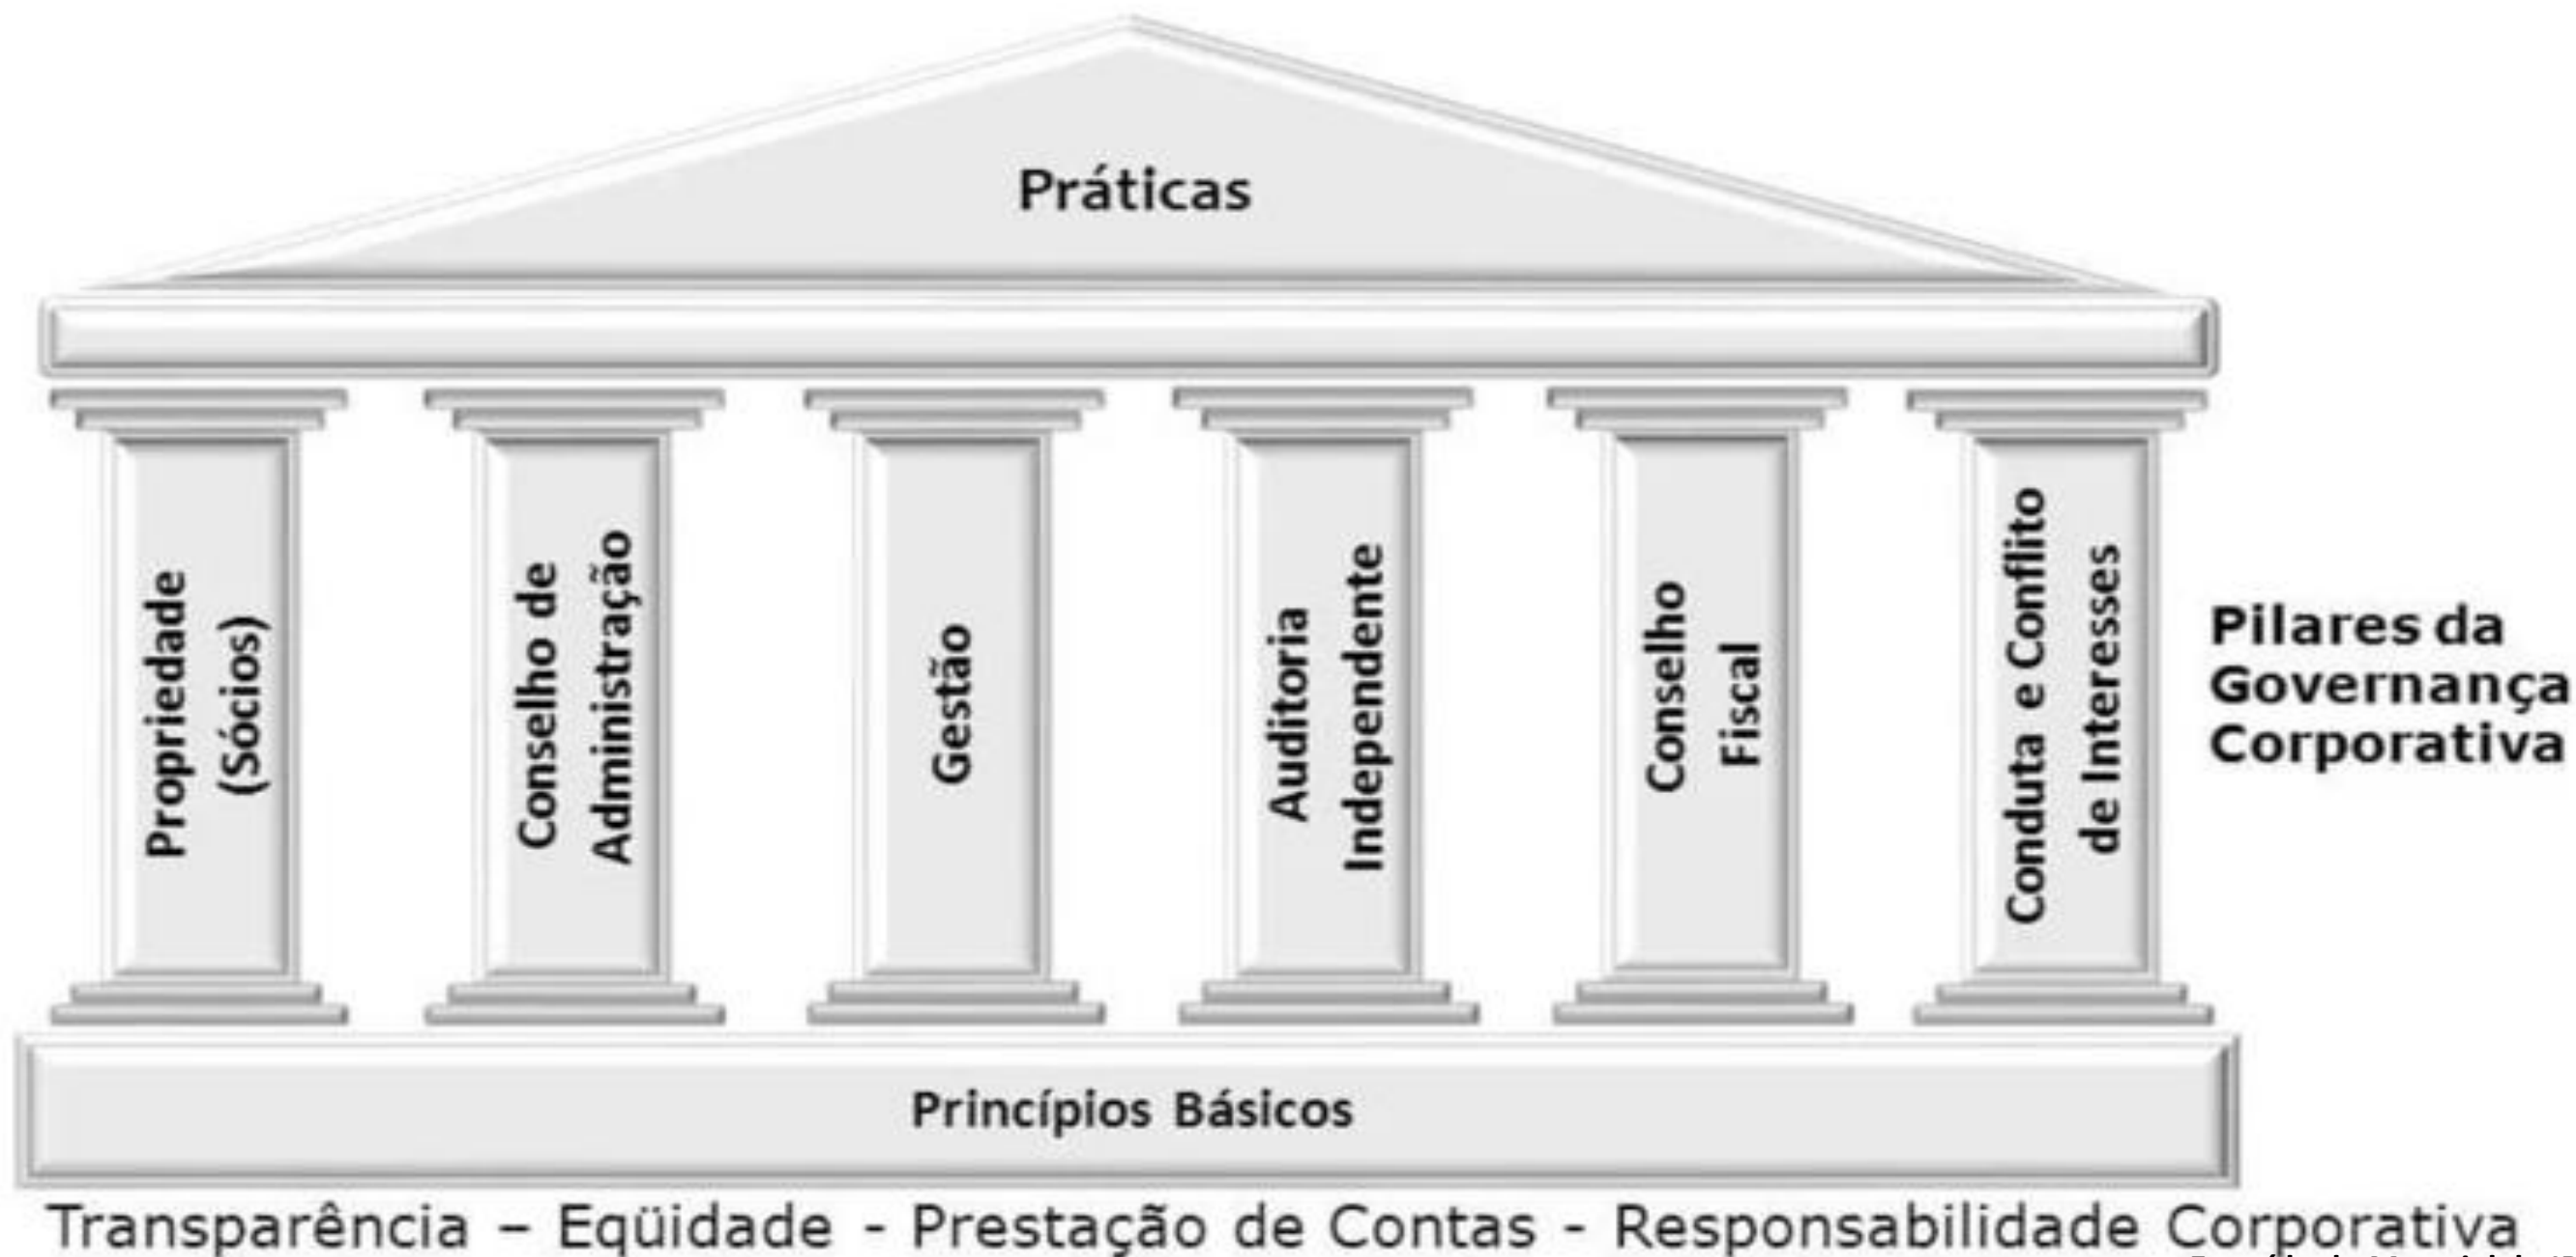 Práticas
Propriedade
(Sócios)
Conselho de
Administração
Gestão
Auditoria
Independente
Conselho
Fiscal
Conduta e Conflito
de Interesses
Pilares da
Governança
Corporativa
Princípios Básicos
Transparência – Eqüidade - Prestação de Contas - Responsabilidade Corporativa